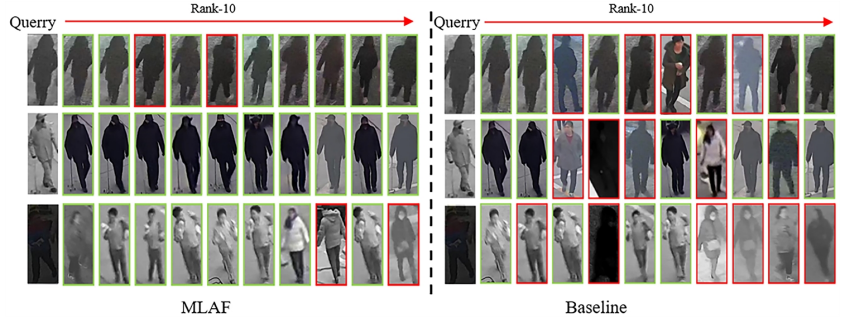 Rank-10
Querry
Rank-10
Querry
MLAF
Baseline